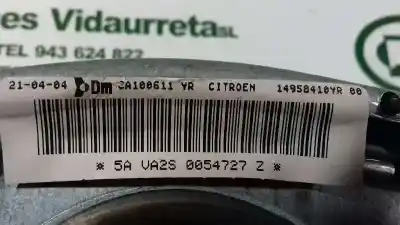 es Vidaurreta SL
TEL. 943 624 822
21-04-04 Dm CA100611 YR CITROEN 14958410YR 00
* 5A VA2S 0054727 Z *